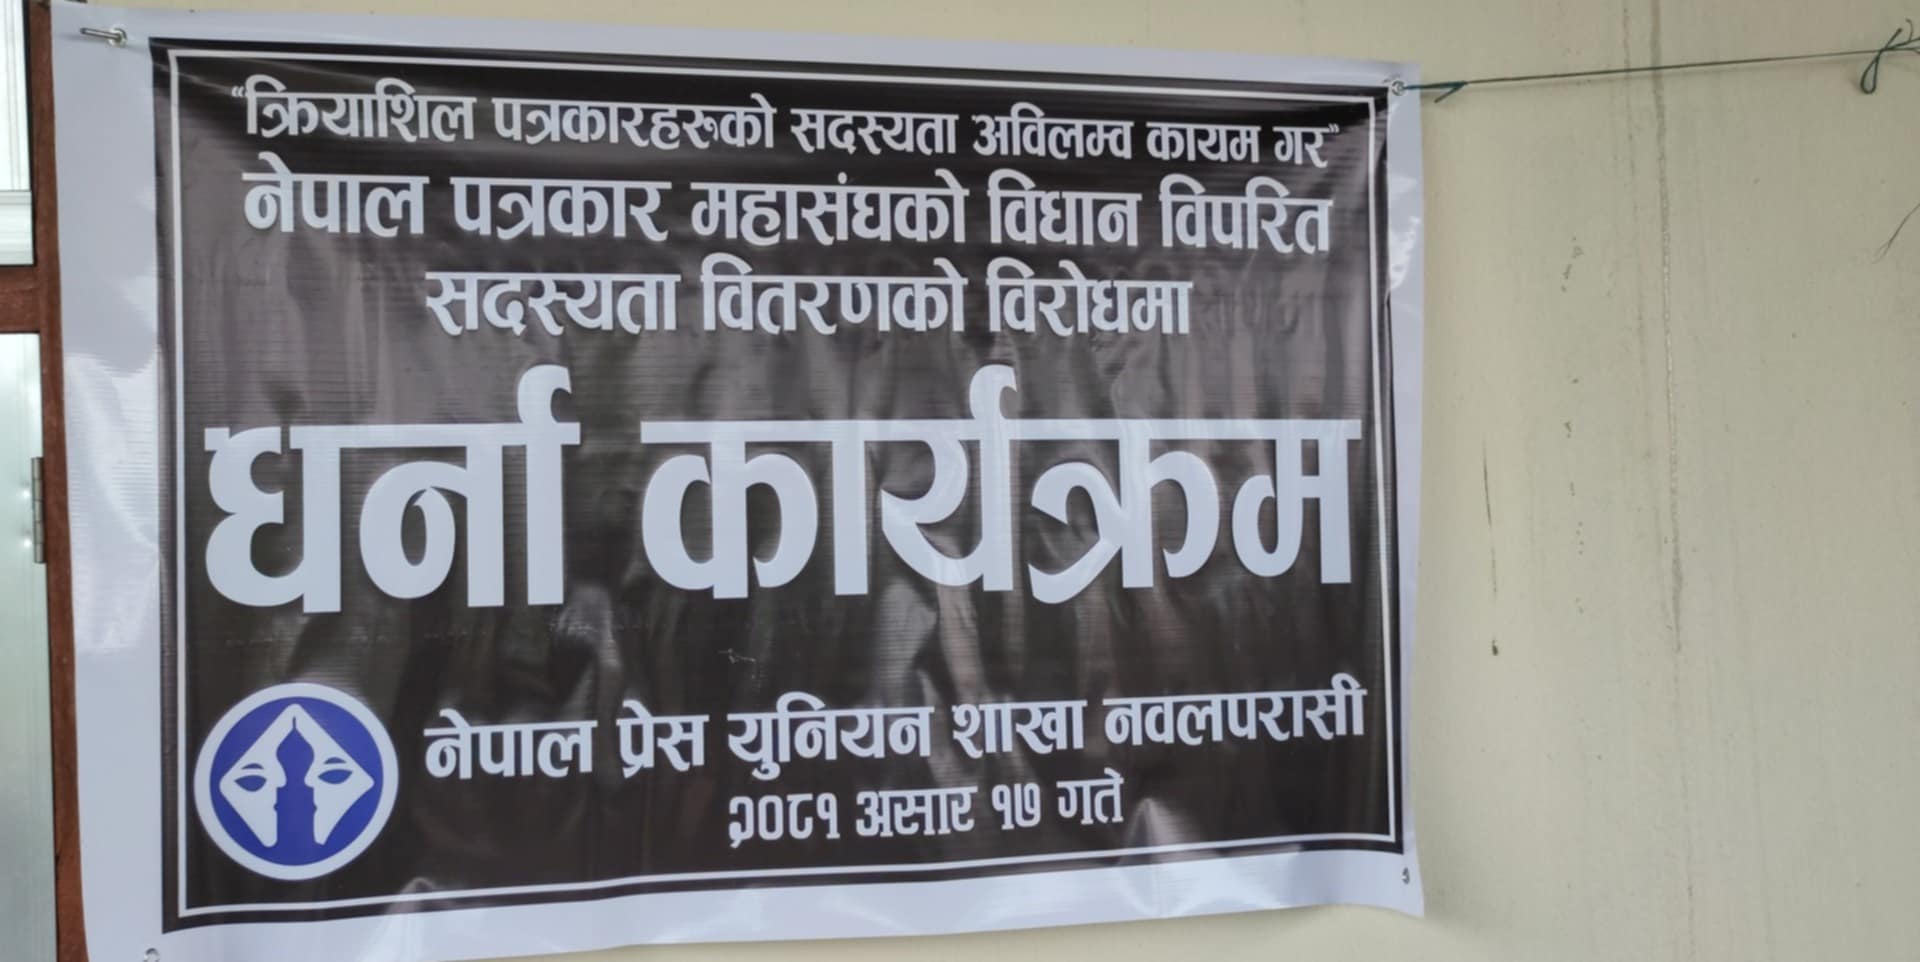 “क्रियाशिल पत्रकारहरुको सदस्यता अविलम्व कायम गर”
नेपाल पत्रकार महासंघको विधान विपरित
सदस्यता वितरणको विरोधमा
धर्ना कार्यक्रम
नेपाल प्रेस युनियन शाखा नवलपरासी
२०८१ असार १७ गते